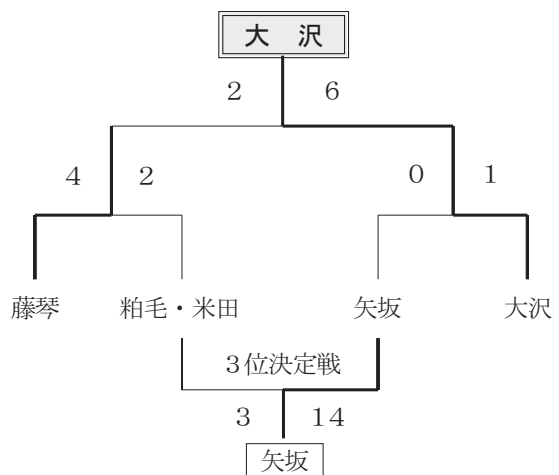 大 沢
２ ６
４ ２ ０ １
藤琴 粕毛・米田 矢坂 大沢
３位決定戦
３ 14
矢坂